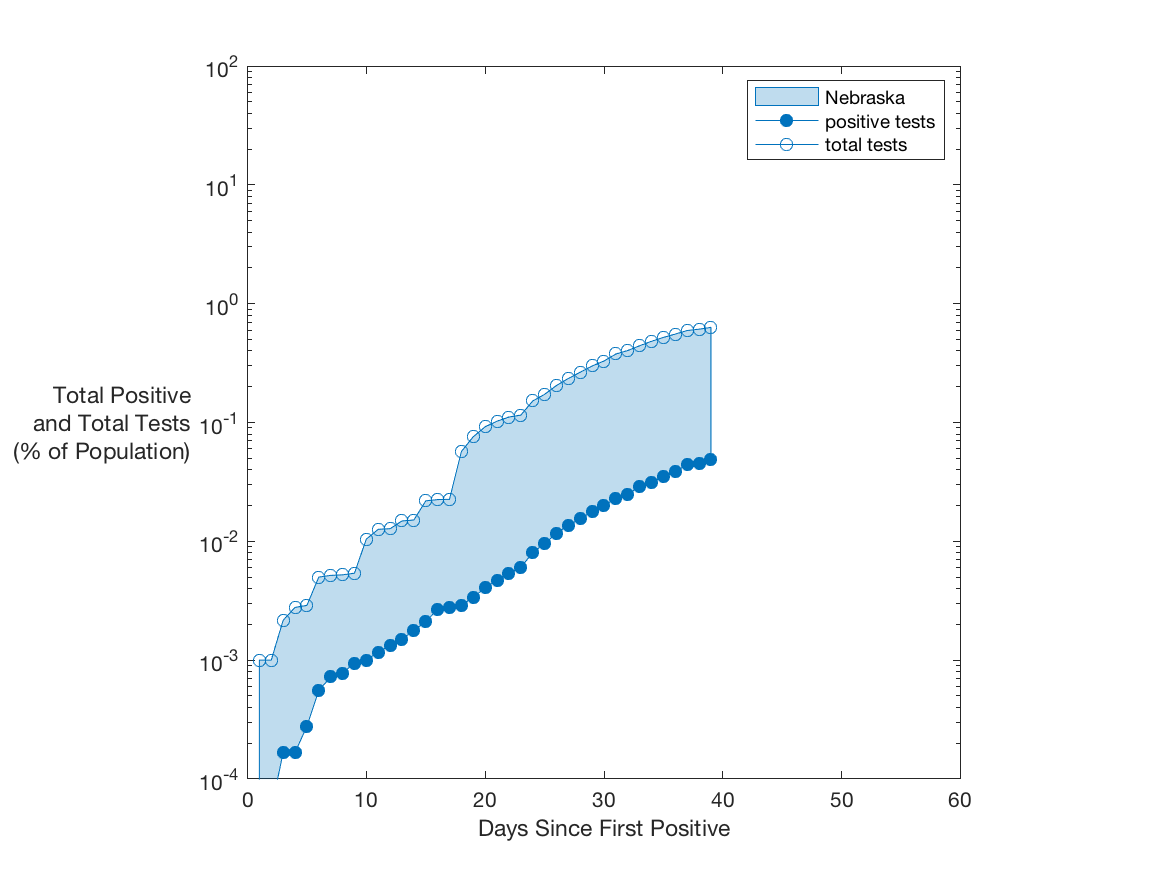 10^2
10^1
10^0
10^-1
10^-2
10^-3
10^-4
Total Positive
and Total Tests
(% of Population)
Nebraska
positive tests
total tests
0 10 20 30 40 50 60
Days Since First Positive